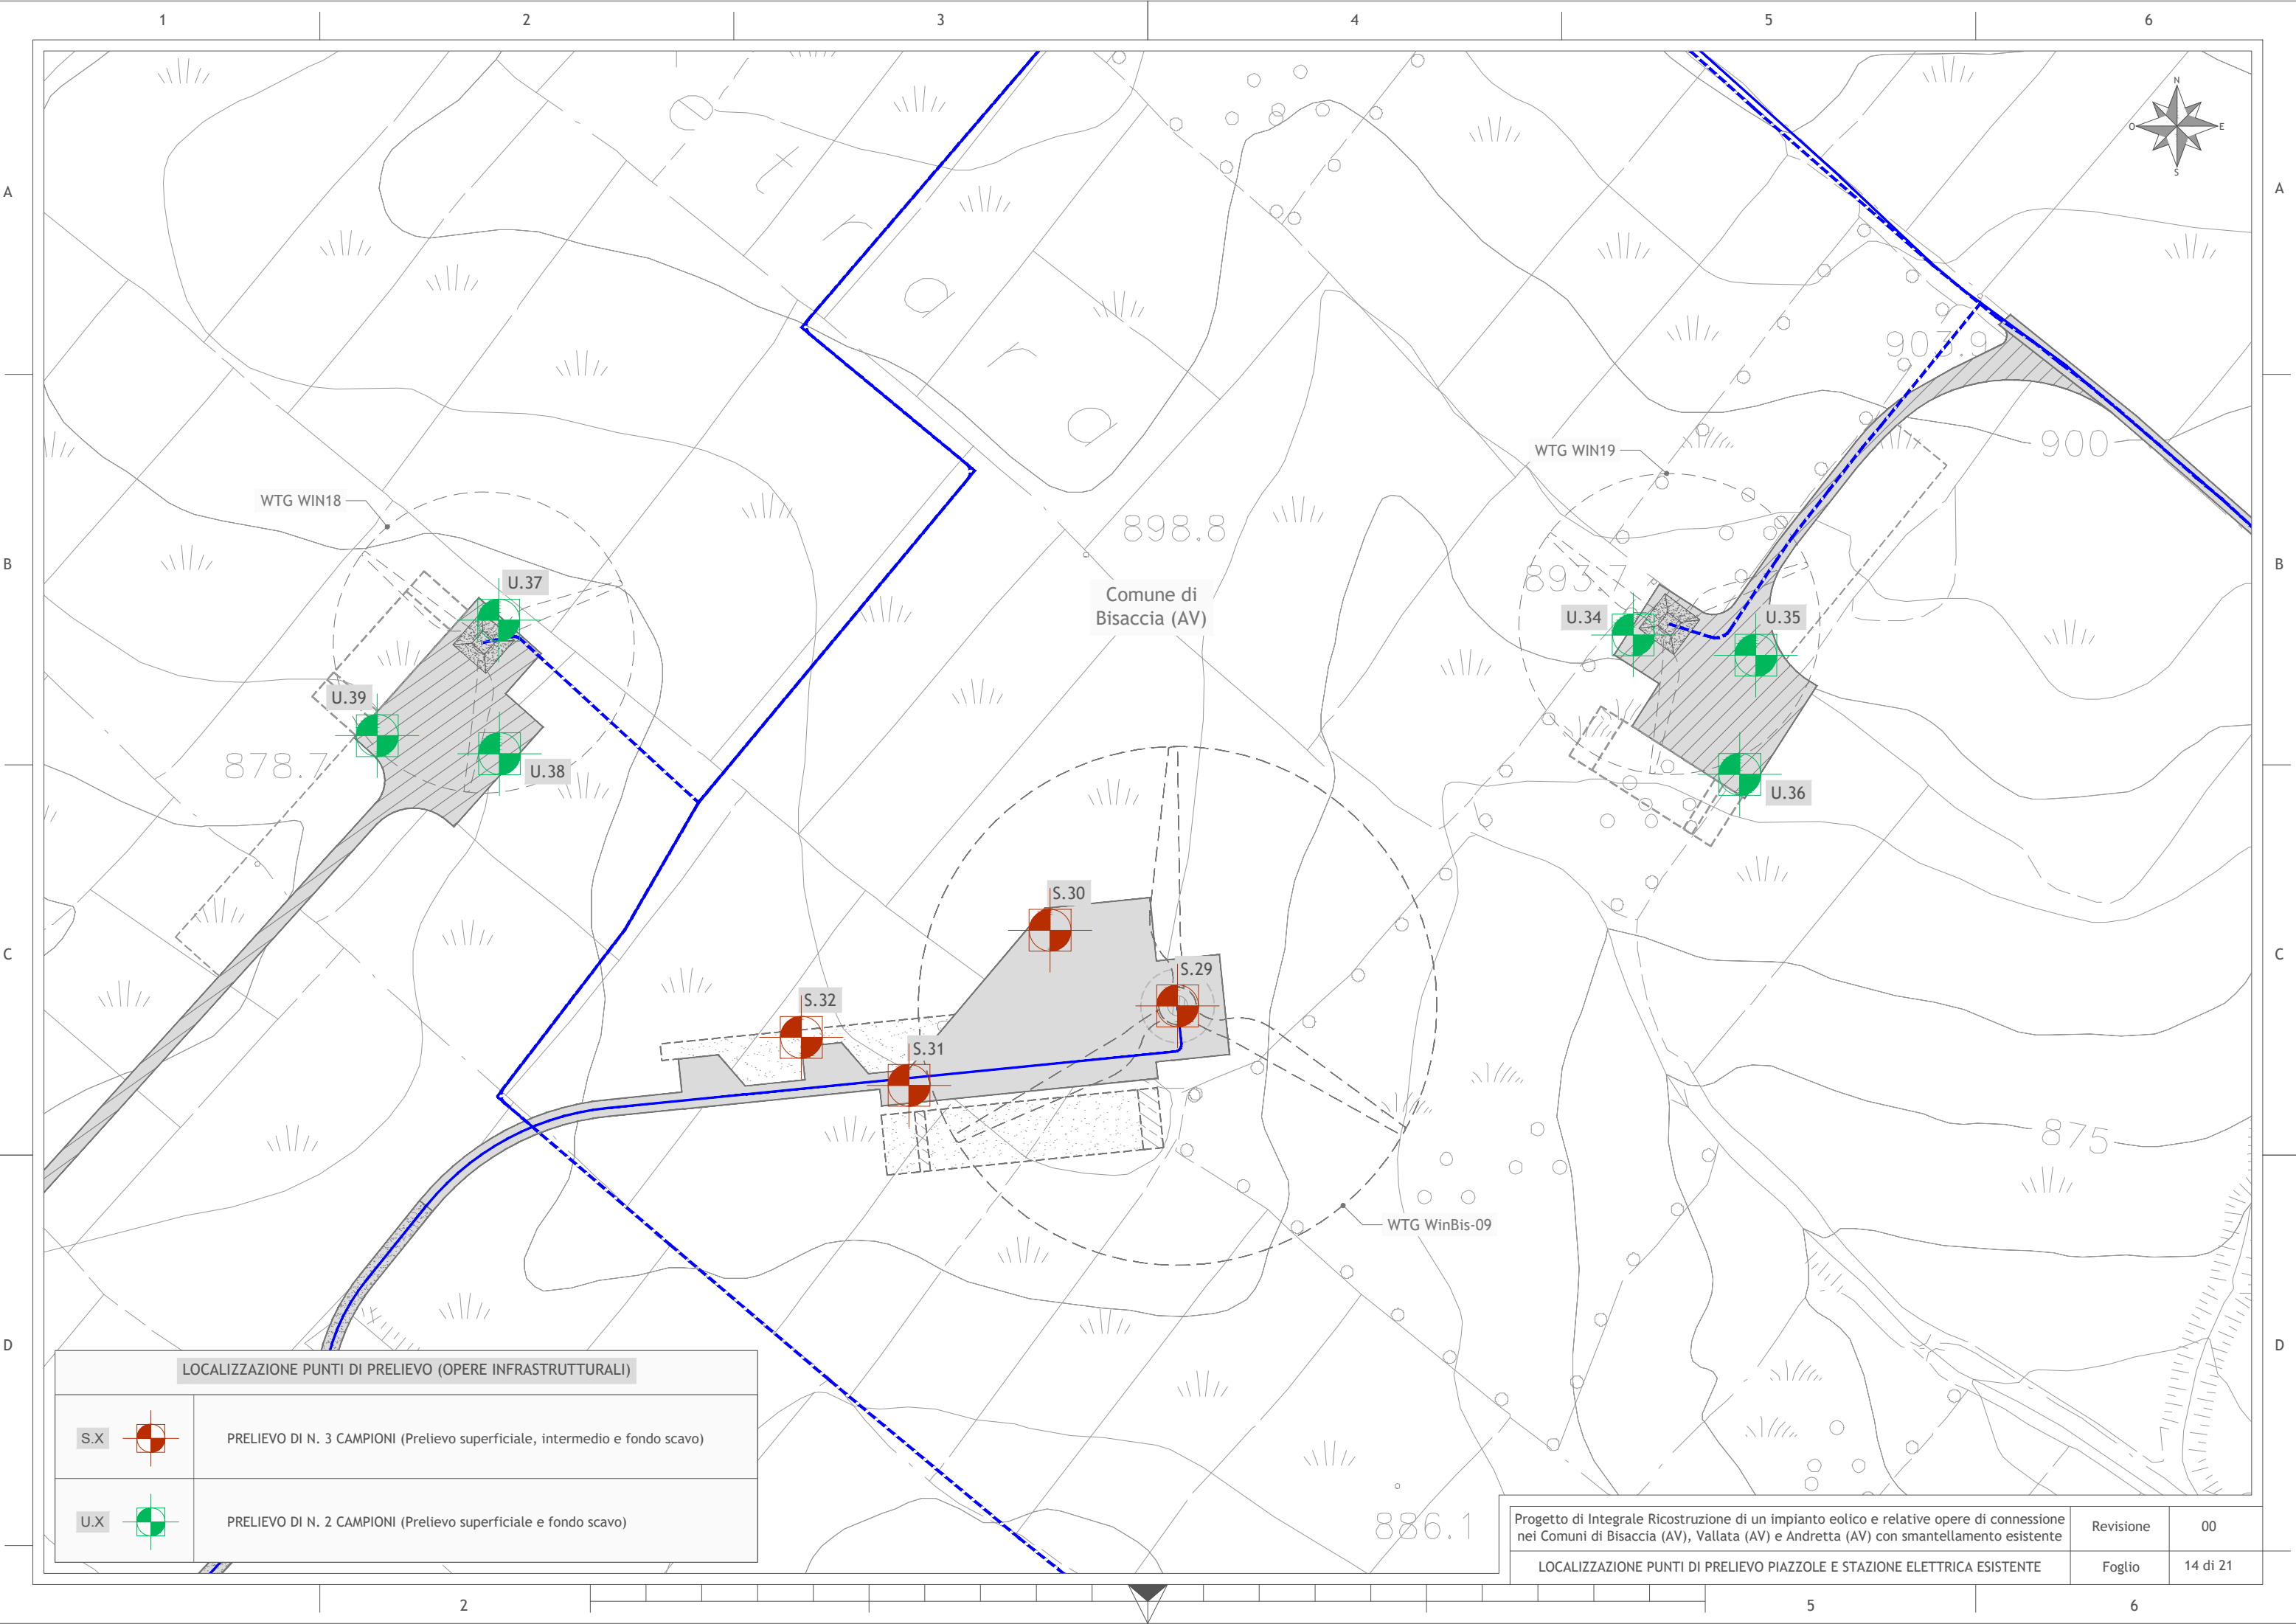 1 2 3 4 5 6
N
O E
S
A A
903.9
900
WTG WIN19
WTG WIN18
898.8
B B
893.7
U.37
Comune di
Bisaccia (AV)
U.34 U.35
U.39
878.7
U.38
U.36
S.30
C C
S.29
S.32
S.31
875
WTG WinBis-09
D D
LOCALIZZAZIONE PUNTI DI PRELIEVO (OPERE INFRASTRUTTURALI)
S.X PRELIEVO DI N. 3 CAMPIONI (Prelievo superficiale, intermedio e fondo scavo)
U.X PRELIEVO DI N. 2 CAMPIONI (Prelievo superficiale e fondo scavo)
886.1
Progetto di Integrale Ricostruzione di un impianto eolico e relative opere di connessione
nei Comuni di Bisaccia (AV), Vallata (AV) e Andretta (AV) con smantellamento esistente
Revisione 00
LOCALIZZAZIONE PUNTI DI PRELIEVO PIAZZOLE E STAZIONE ELETTRICA ESISTENTE
Foglio 14 di 21
2 5 6